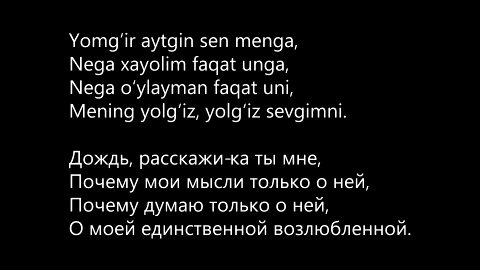 Yomg‘ir aytgin sen menga,
Nega xayolim faqat unga,
Nega o‘ylayman faqat uni,
Mening yolg‘iz, yolg‘iz sevgimni.
Дождь, расскажи-ка ты мне,
Почему мои мысли только о ней,
Почему думаю только о ней,
О моей единственной возлюбленной.